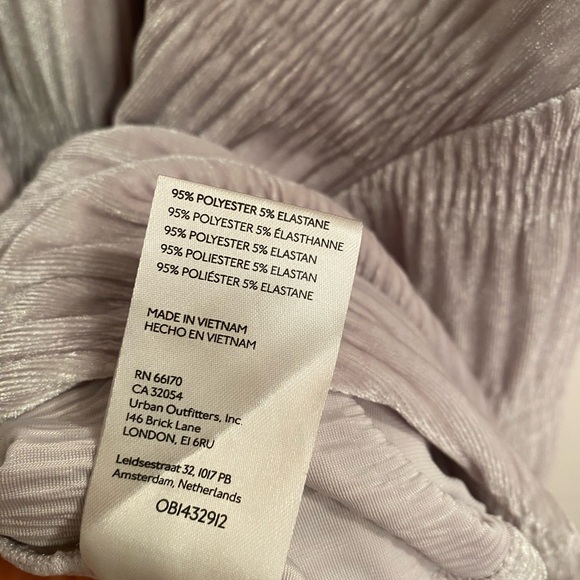 95% POLYESTER 5% ELASTANE
95% POLYESTER 5% ÉLASTHANNE
95% POLYESTER 5% ELASTAN
95% POLIESTERE 5% ELASTAN
95% POLIÉSTER 5% ELASTANE
MADE IN VIETNAM
HECHO EN VIETNAM
RN 66170
CA 32054
Urban Outfitters, Inc.
146 Brick Lane
LONDON, E1 6RU
Leidsestraat 32, 1017 PB
Amsterdam, Netherlands
OB1432912